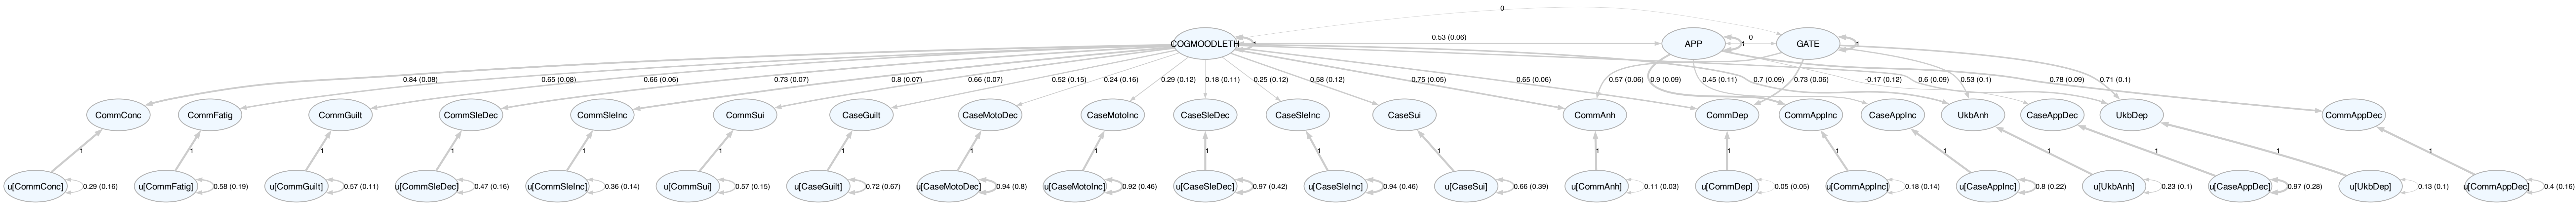 0
COGMOODLETH 1
0.53 (0.06)
APP 1
0
GATE 1
0.84 (0.08) 0.65 (0.08) 0.66 (0.06) 0.73 (0.07) 0.8 (0.07) 0.66 (0.07) 0.52 (0.15) 0.24 (0.16) 0.29 (0.12) 0.18 (0.11) 0.25 (0.12) 0.58 (0.12) 0.75 (0.05) 0.65 (0.06) 0.57 (0.06) 0.9 (0.09) 0.45 (0.11) 0.7 (0.09) 0.73 (0.06) -0.17 (0.12) 0.6 (0.09) 0.53 (0.1) 0.71 (0.1) 0.78 (0.09)
CommConc CommFatig CommGuilt CommSleDec CommSleInc CommSui CaseGuilt CaseMotoDec CaseMotoInc CaseSleDec CaseSleInc CaseSui CommAnh CommDep CommAppInc CaseAppInc UkbAnh CaseAppDec UkbDep CommAppDec
1 1 1 1 1 1 1 1 1 1 1 1 1 1 1 1 1 1 1 1
u[CommConc] 0.29 (0.16) u[CommFatig] 0.58 (0.19) u[CommGuilt] 0.57 (0.11) u[CommSleDec] 0.47 (0.16) u[CommSleInc] 0.36 (0.14) u[CommSui] 0.57 (0.15) u[CaseGuilt] 0.72 (0.67) u[CaseMotoDec] 0.94 (0.8) u[CaseMotoInc] 0.92 (0.46) u[CaseSleDec] 0.97 (0.42) u[CaseSleInc] 0.94 (0.46) u[CaseSui] 0.66 (0.39) u[CommAnh] 0.11 (0.03) u[CommDep] 0.05 (0.05) u[CommAppInc] 0.18 (0.14) u[CaseAppInc] 0.8 (0.22) u[UkbAnh] 0.23 (0.1) u[CaseAppDec] 0.97 (0.28) u[UkbDep] 0.13 (0.1) u[CommAppDec] 0.4 (0.16)